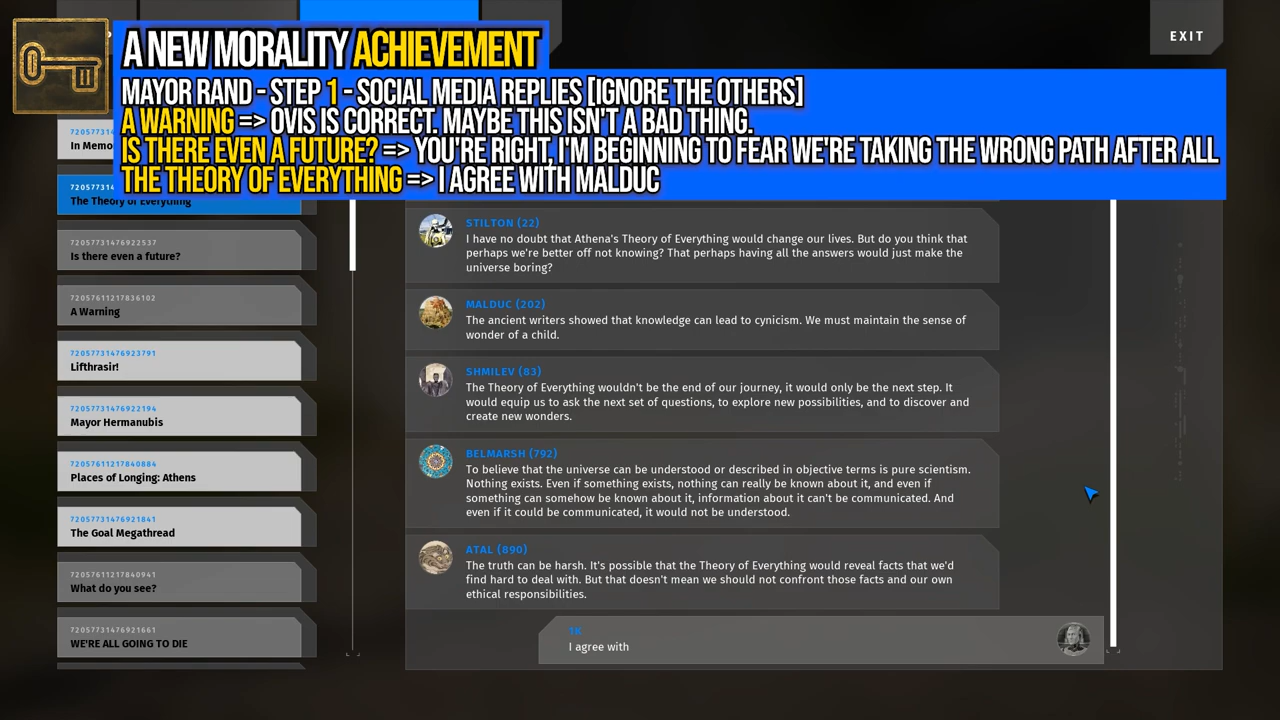 EXIT
A NEW MORALITY ACHIEVEMENT
MAYOR RAND - STEP 1 - SOCIAL MEDIA REPLIES [IGNORE THE OTHERS]
A WARNING => OVIS IS CORRECT. MAYBE THIS ISN'T A BAD THING.
IS THERE EVEN A FUTURE? => YOU'RE RIGHT, I'M BEGINNING TO FEAR WE'RE TAKING THE WRONG PATH AFTER ALL
THE THEORY OF EVERYTHING => I AGREE WITH MALDUC
720577314
In Memo
720577314
The Theory of Everything
72057731476922537
Is there even a future?
72057611217836102
A Warning
72057731476923791
Lifthrasir!
72057731476922194
Mayor Hermanubis
72057611217840884
Places of Longing: Athens
72057731476921841
The Goal Megathread
72057611217840941
What do you see?
72057731476921661
WE'RE ALL GOING TO DIE
STILTON (22)
I have no doubt that Athena's Theory of Everything would change our lives. But do you think that
perhaps we're better off not knowing? That perhaps having all the answers would just make the
universe boring?
MALDUC (202)
The ancient writers showed that knowledge can lead to cynicism. We must maintain the sense of
wonder of a child.
SHMILEV (83)
The Theory of Everything wouldn't be the end of our journey, it would only be the next step. It
would equip us to ask the next set of questions, to explore new possibilities, and to discover and
create new wonders.
BELMARSH (792)
To believe that the universe can be understood or described in objective terms is pure scientism.
Nothing exists. Even if something exists, nothing can really be known about it, and even if
something can somehow be known about it, information about it can't be communicated. And
even if it could be communicated, it would not be understood.
ATAL (890)
The truth can be harsh. It's possible that the Theory of Everything would reveal facts that we'd
find hard to deal with. But that doesn't mean we should not confront those facts and our own
ethical responsibilities.
1K
I agree with